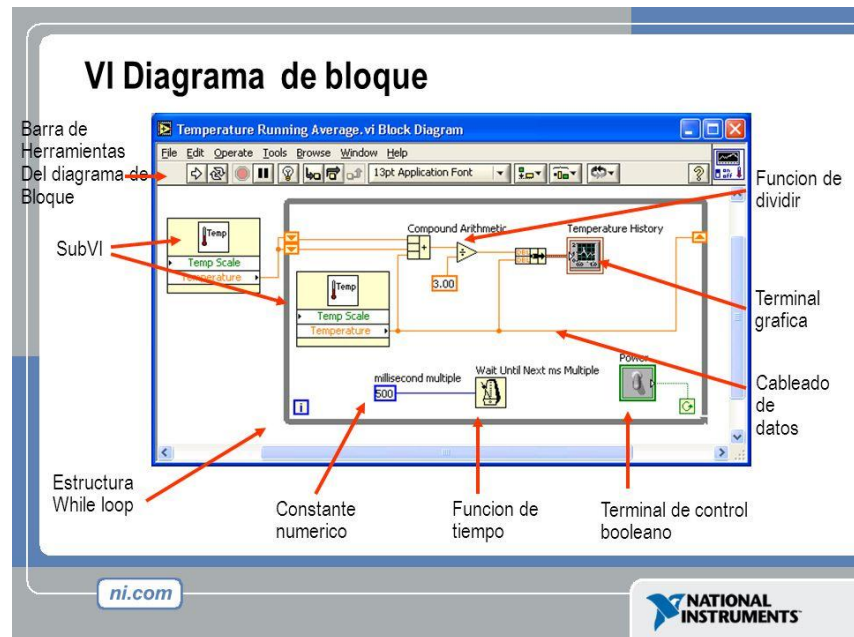 VI Diagrama de bloque
Barra de
Herramientas
Del diagrama de
Bloque
SubVI
Temperature Running Average.vi Block Diagram
File Edit Operate Tools Browse Window Help
13pt Application Font
Temp
Temp Scale
Temperature
Temp
Temp Scale
Temperature
Compound Arithmetic
3.00
Temperature History
millisecond multiple
500
Wait Until Next ms Multiple
Power
i
Funcion de
dividir
Terminal
grafica
Cableado
de
datos
Estructura
While loop
Constante
numerico
Funcion de
tiempo
Terminal de control
booleano
ni.com
NATIONAL
INSTRUMENTS